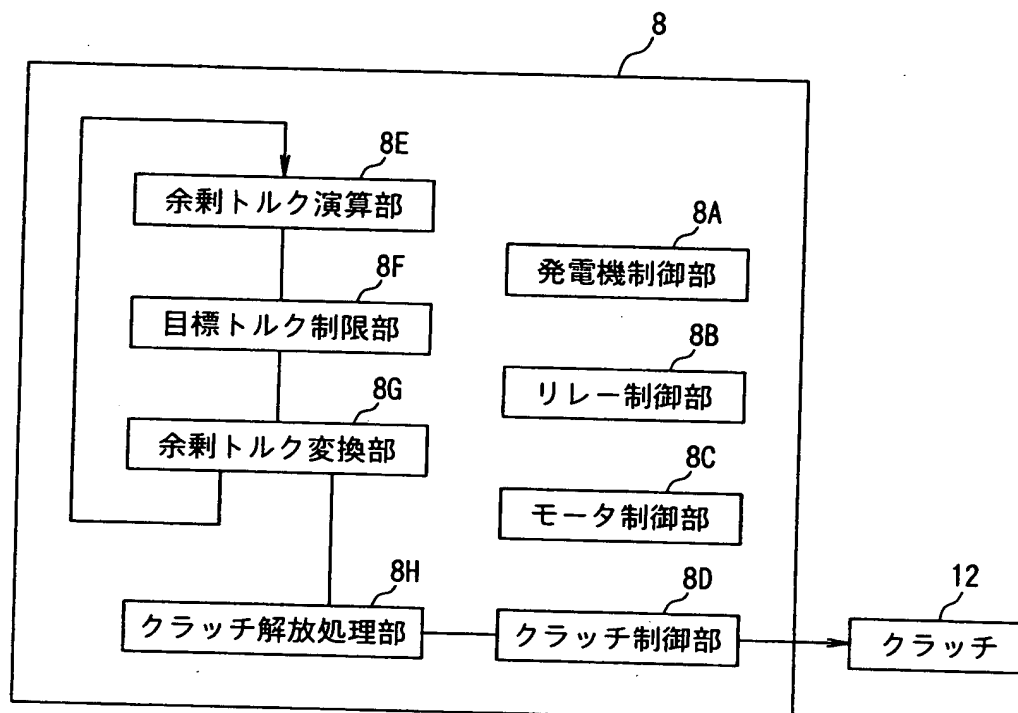 8
8E
余剰トルク演算部
8A
発電機制御部
8F
目標トルク制限部
8B
リレー制御部
8G
余剰トルク変換部
8C
モータ制御部
8H
クラッチ解放処理部
8D
クラッチ制御部
12
クラッチ